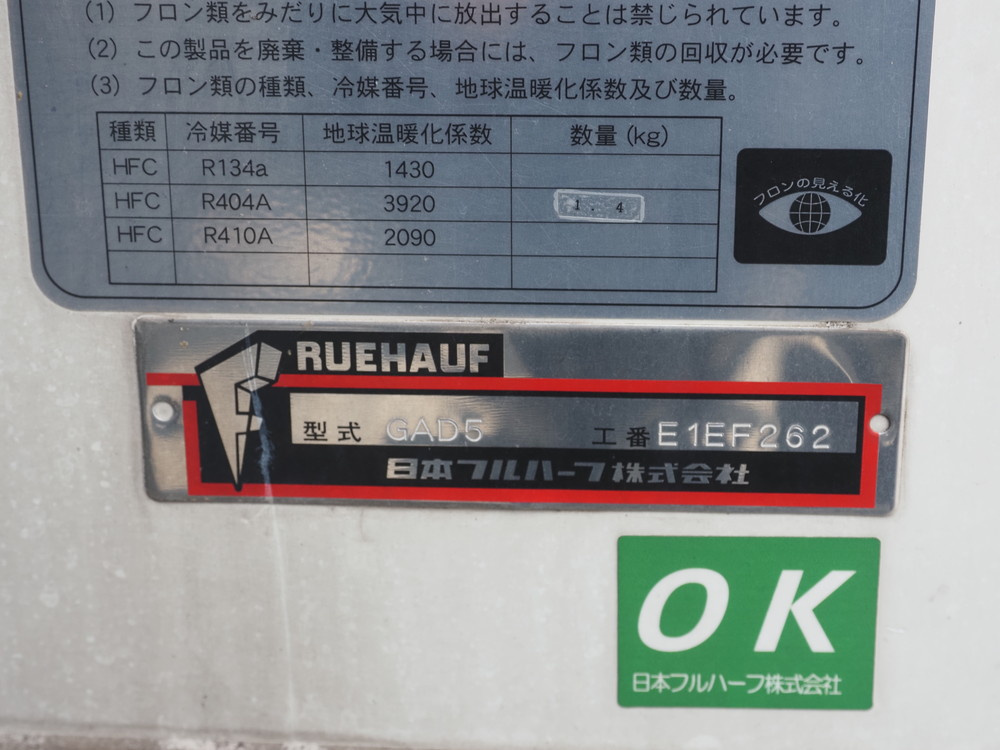 (1) フロン類をみだりに大気中に放出することは禁じられています。
(2) この製品を廃棄・整備する場合には、フロン類の回収が必要です。
(3) フロン類の種類、冷媒番号、地球温暖化係数及び数量。
種類 冷媒番号 地球温暖化係数 数量 (kg)
HFC R134a 1430
HFC R404A 3920 1. 4
HFC R410A 2090
フロンの見える化
RUEHAUF
型式 GAD5 工番 E1EF262
日本フルハーフ株式会社
OK
日本フルハーフ株式会社